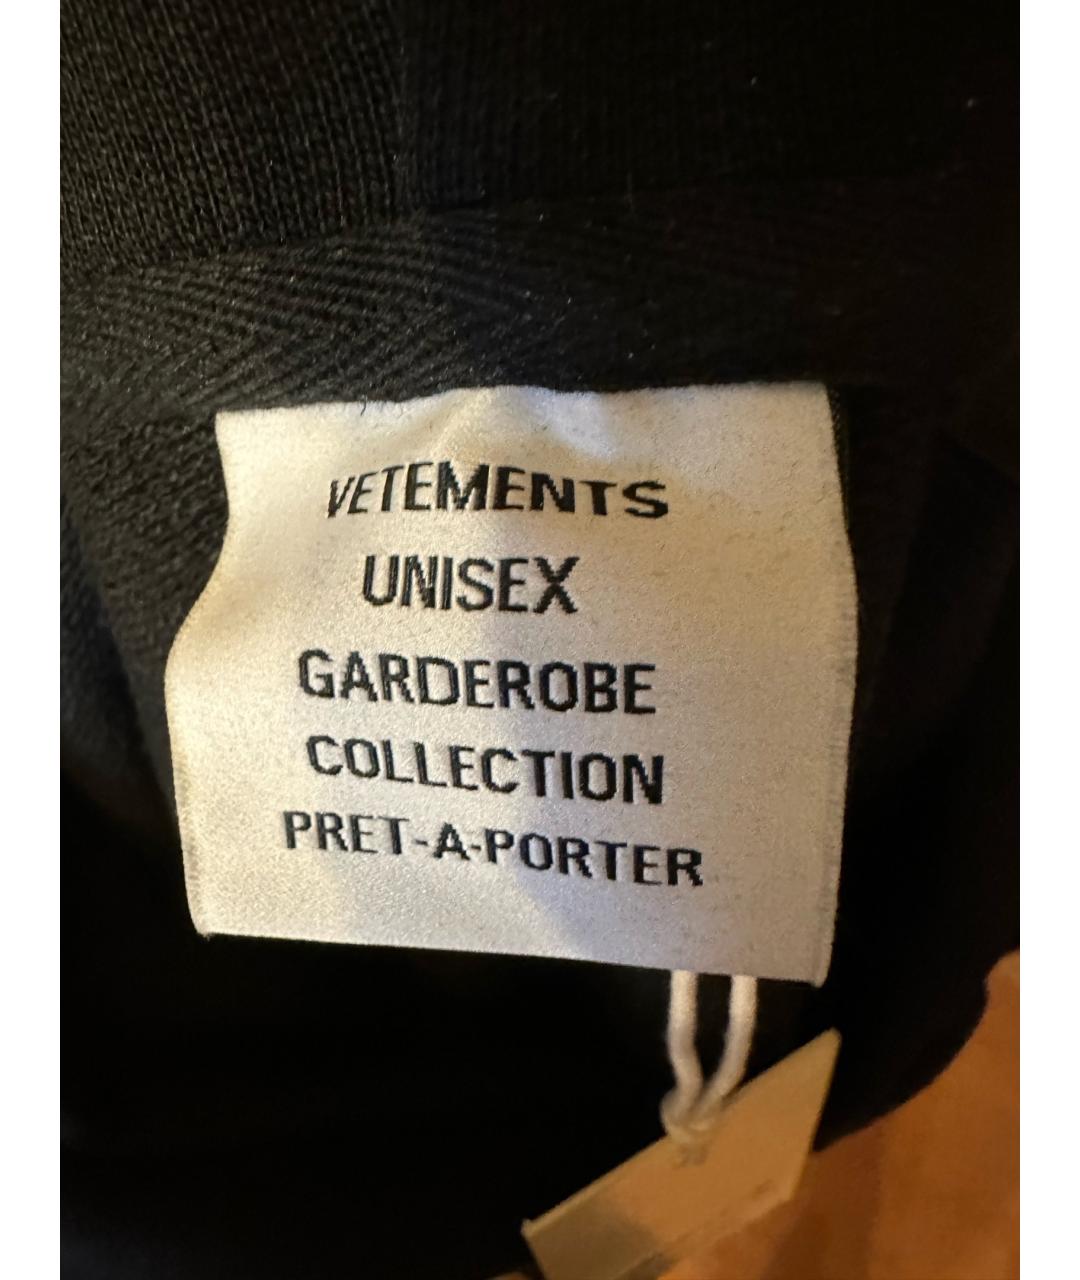 VETEMENTS
UNISEX
GARDEROBE
COLLECTION
PRET-A-PORTER